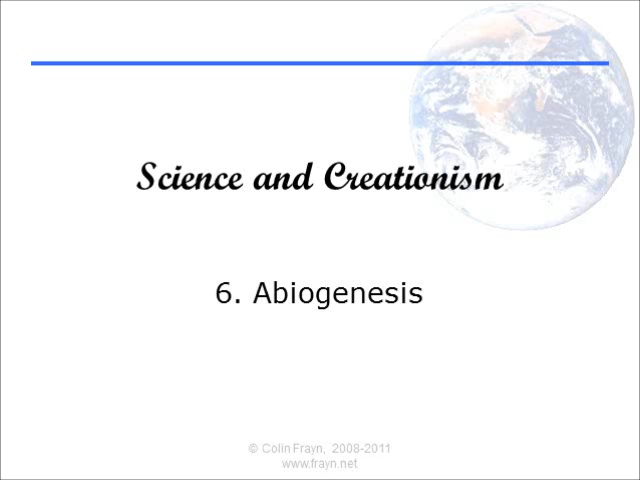 Science and Creationism
6. Abiogenesis
© Colin Frayn, 2008-2011
www.frayn.net